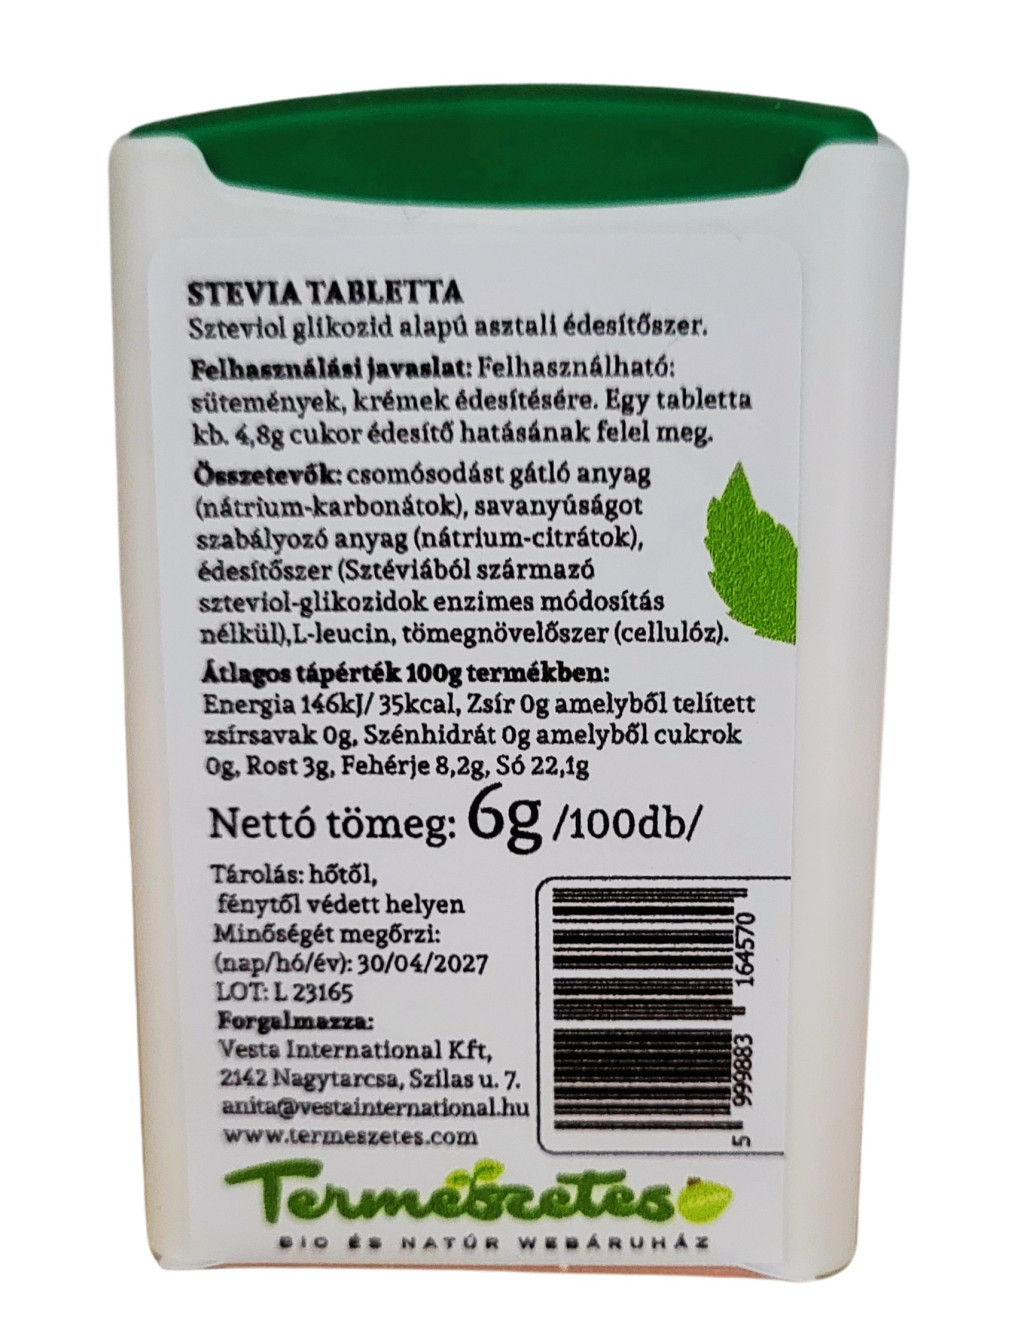 STEVIA TABLETTA
Szteviol glikozid alapú asztali édesítőszer.
Felhasználási javaslat: Felhasználható:
sütemények, krémek édesítésére. Egy tabletta
kb. 4,8g cukor édesítő hatásának felel meg.
Összetevők: csomósodást gátló anyag
(nátrium-karbonátok), savanyúságot
szabályozó anyag (nátrium-citrátok),
édesítőszer (Sztéviából származó
szteviol-glikozidok enzimes módosítás
nélkül),L-leucin, tömegnövelőszer (cellulóz).
Átlagos tápérték 100g termékben:
Energia 146kJ/ 35kcal, Zsír 0g amelyből telített
zsírsavak 0g, Szénhidrát 0g amelyből cukrok
0g, Rost 3g, Fehérje 8,2g, Só 22,1g
Nettó tömeg: 6g /100db/
Tárolás: hőtől,
fénytől védett helyen
Minőségét megőrzi:
(nap/hó/év): 30/04/2027
LOT: L 23165
Forgalmazza:
Vesta International Kft,
2142 Nagytarcsa, Szilas u. 7.
anita@vestainternational.hu
www.termeszetes.com
5 999883 164570
Természetes
BIO ÉS NATÚR WEBÁRUHÁZ